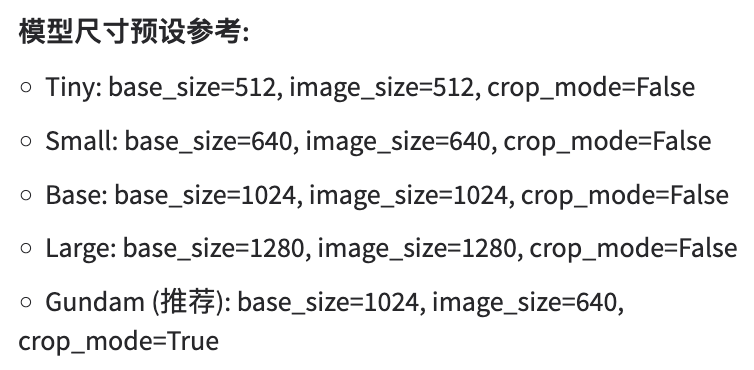 模型尺寸预设参考:
○ Tiny: base_size=512, image_size=512, crop_mode=False
○ Small: base_size=640, image_size=640, crop_mode=False
○ Base: base_size=1024, image_size=1024, crop_mode=False
○ Large: base_size=1280, image_size=1280, crop_mode=False
○ Gundam (推荐): base_size=1024, image_size=640,
crop_mode=True